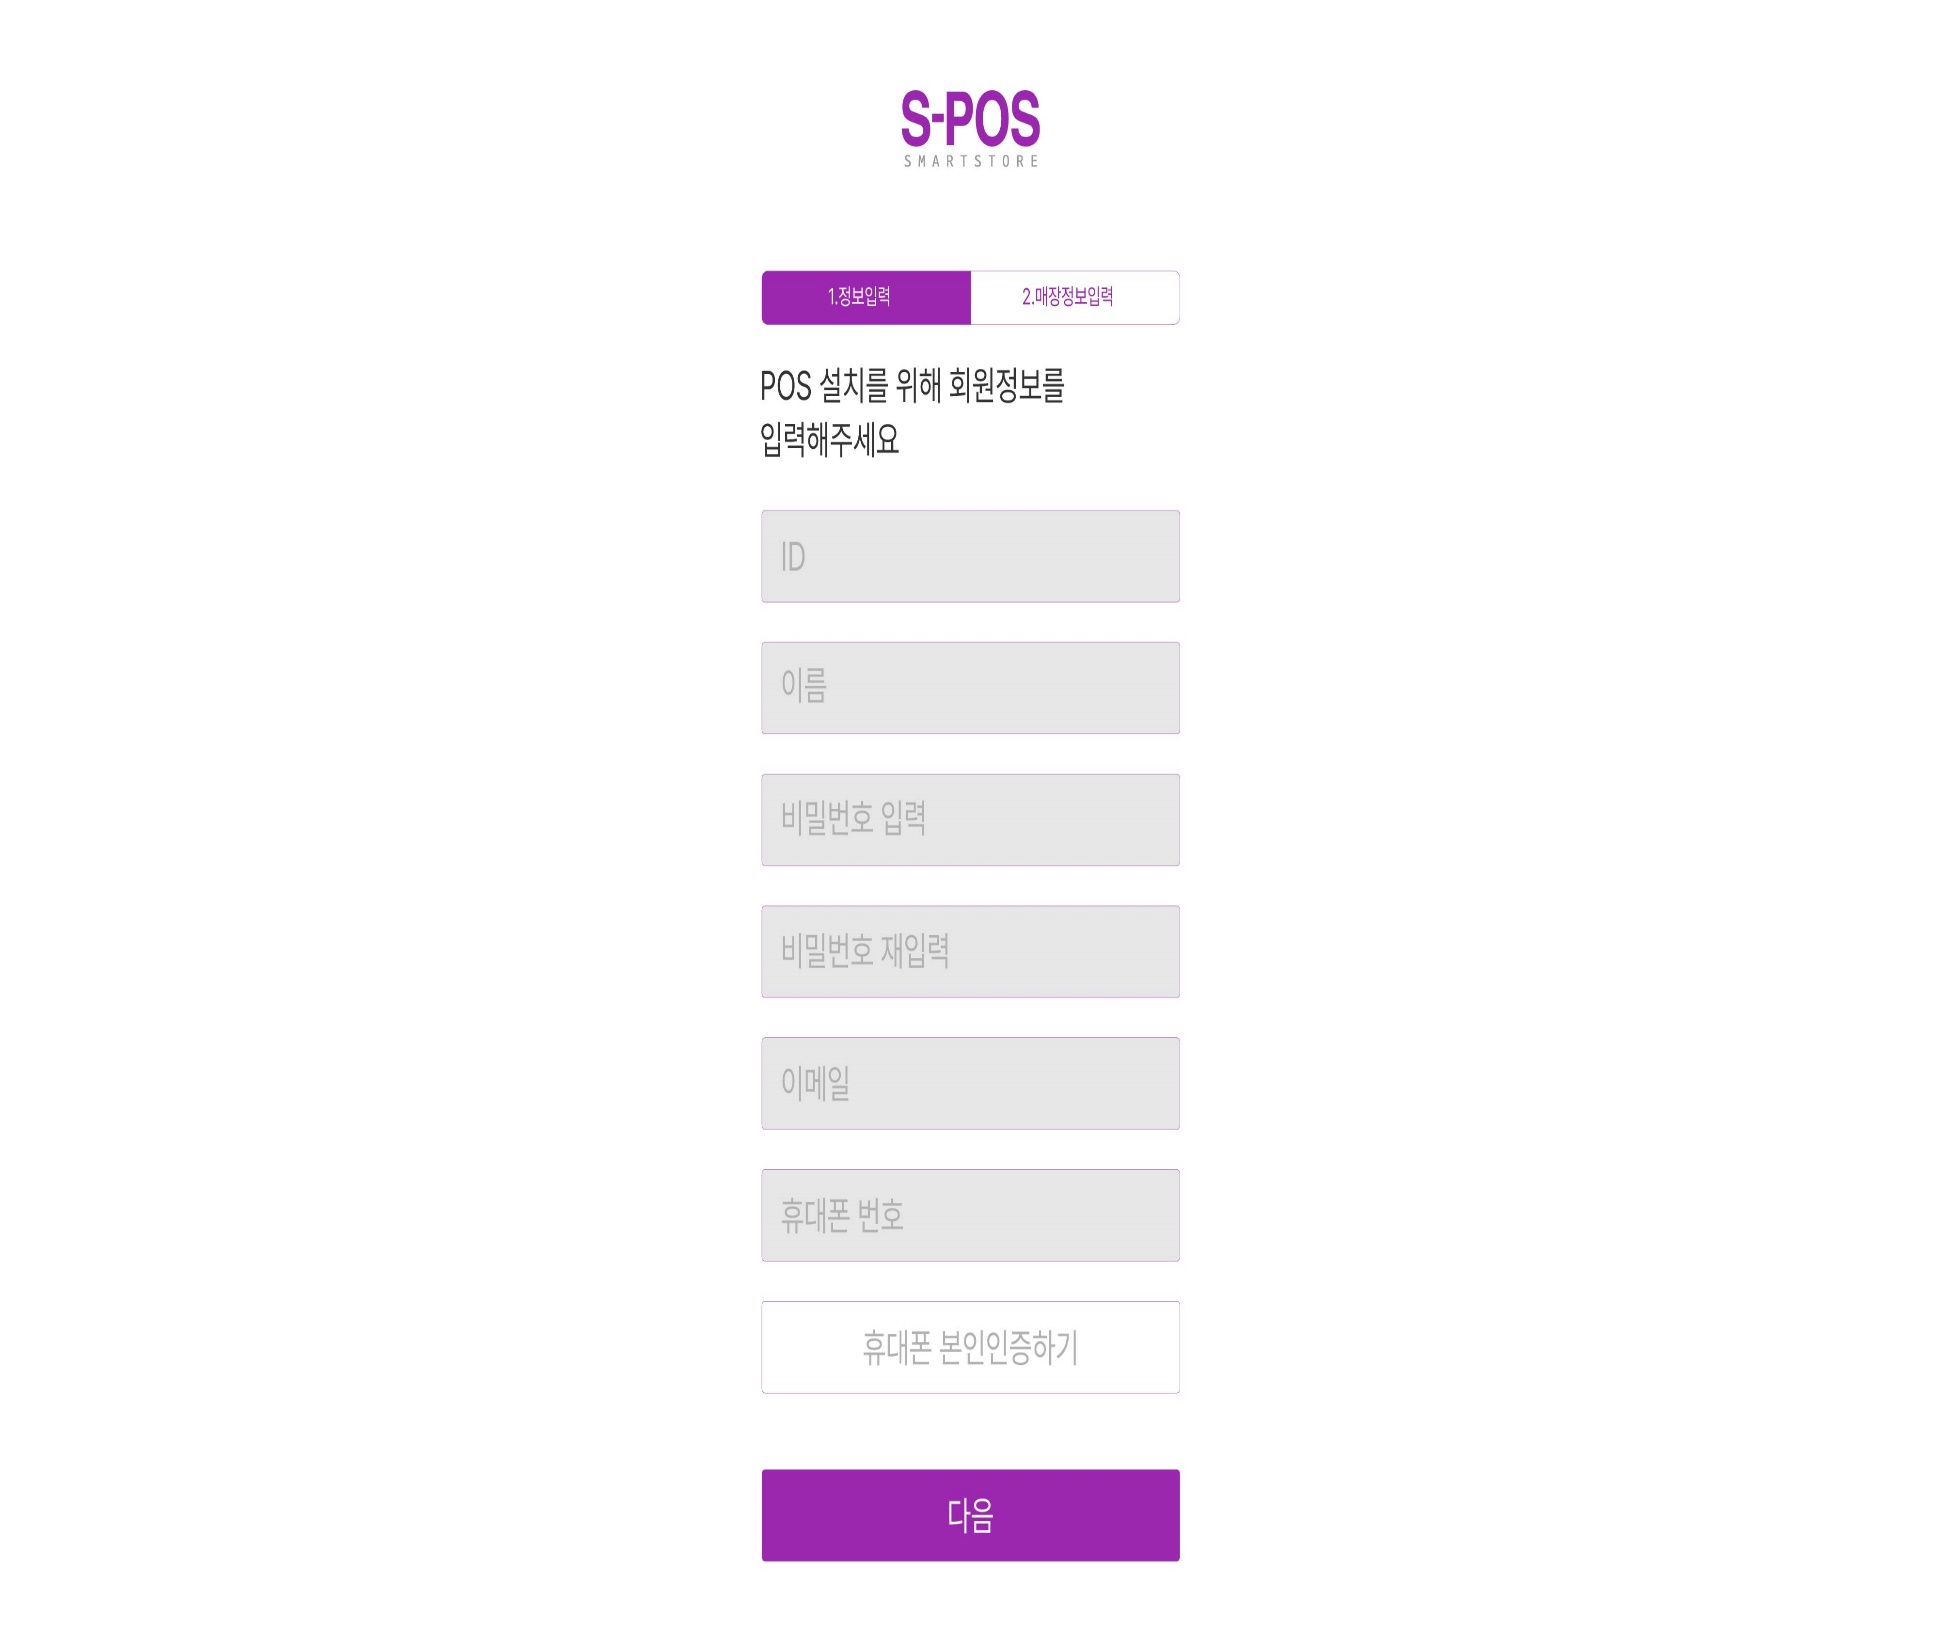 S-POS
SMARTSTORE
1.정보입력
2.매장정보입력
POS 설치를 위해 회원정보를
입력해주세요
ID
이름
비밀번호 입력
비밀번호 재입력
이메일
휴대폰 번호
휴대폰 본인인증하기
다음